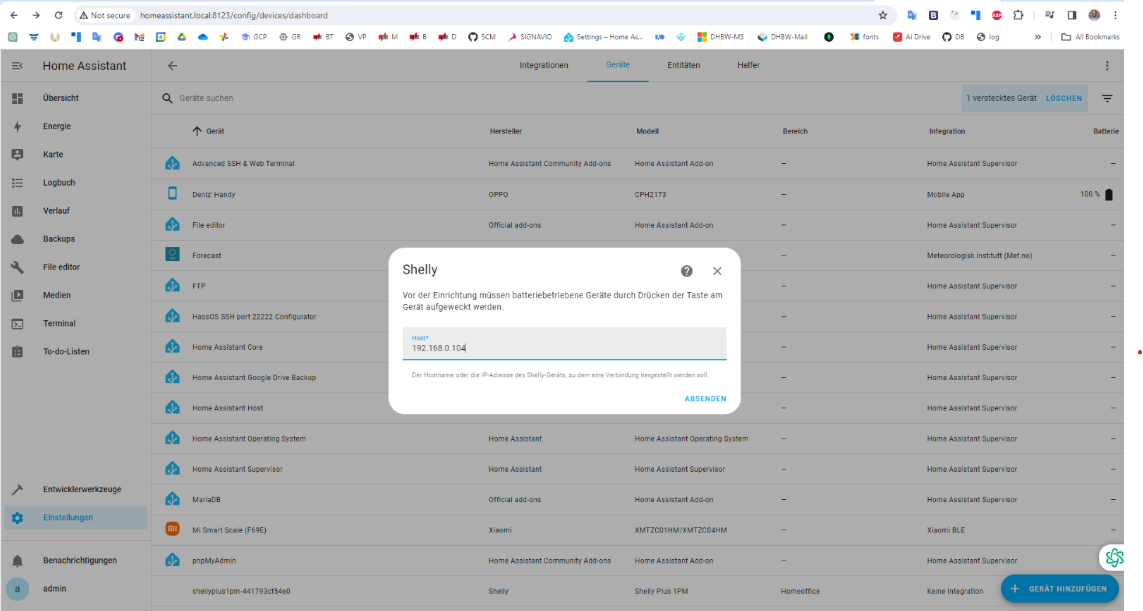 Not secure homeassistant.local:8123/config/devices/dashboard
GCP GR BT VP M B D SCM SIGNAVIO Settings – Home As... I/O DHBW-MS DHBW-Mail fonts Ai Drive DB log » All Bookmarks
Home Assistant
Integrationen Geräte Entitäten Helfer
Übersicht
Energie
Karte
Logbuch
Verlauf
Backups
File editor
Medien
Terminal
To-do-Listen
Entwicklerwerkzeuge
Einstellungen
Benachrichtigungen
a admin
Geräte suchen
1 verstecktes Gerät LÖSCHEN
Gerät Hersteller Modell Bereich Integration Batterie
Advanced SSH & Web Terminal Home Assistant Community Add-ons Home Assistant Add-on – Home Assistant Supervisor –
Deniz' Handy OPPO CPH2173 – Mobile App 100 %
File editor Official add-ons Home Assistant Add-on – Home Assistant Supervisor –
Forecast – Meteorologisk institutt (Met.no) –
FTP – Home Assistant Supervisor –
HassOS SSH port 22222 Configurator – Home Assistant Supervisor –
Home Assistant Core – Home Assistant Supervisor –
Home Assistant Google Drive Backup – Home Assistant Supervisor –
Home Assistant Host – Home Assistant Supervisor –
Home Assistant Operating System Home Assistant Home Assistant Operating System – Home Assistant Supervisor –
Home Assistant Supervisor Home Assistant Home Assistant Supervisor – Home Assistant Supervisor –
MariaDB Official add-ons Home Assistant Add-on – Home Assistant Supervisor –
Mi Smart Scale (F69E) Xiaomi XMTZC01HM/XMTZC04HM – Xiaomi BLE –
phpMyAdmin Home Assistant Community Add-ons Home Assistant Add-on – Home Assistant Supervisor –
shellyplus1pm-441793cf54e0 Shelly Shelly Plus 1PM Homeoffice Keine Integration
GERÄT HINZUFÜGEN
Shelly
Vor der Einrichtung müssen batteriebetriebene Geräte durch Drücken der Taste am
Gerät aufgeweckt werden.
Host*
192.168.0.104
Der Hostname oder die IP-Adresse des Shelly-Geräts, zu dem eine Verbindung hergestellt werden soll.
ABSENDEN